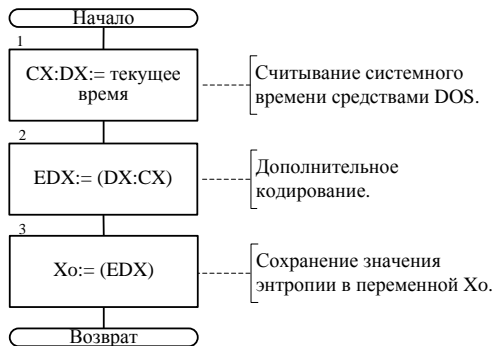 Начало
1
CX:DX:= текущее
время
Считывание системного
времени средствами DOS.
2
EDX:= (DX:CX)
Дополнительное
кодирование.
3
Xo:= (EDX)
Сохранение значения
энтропии в переменной Xo.
Возврат